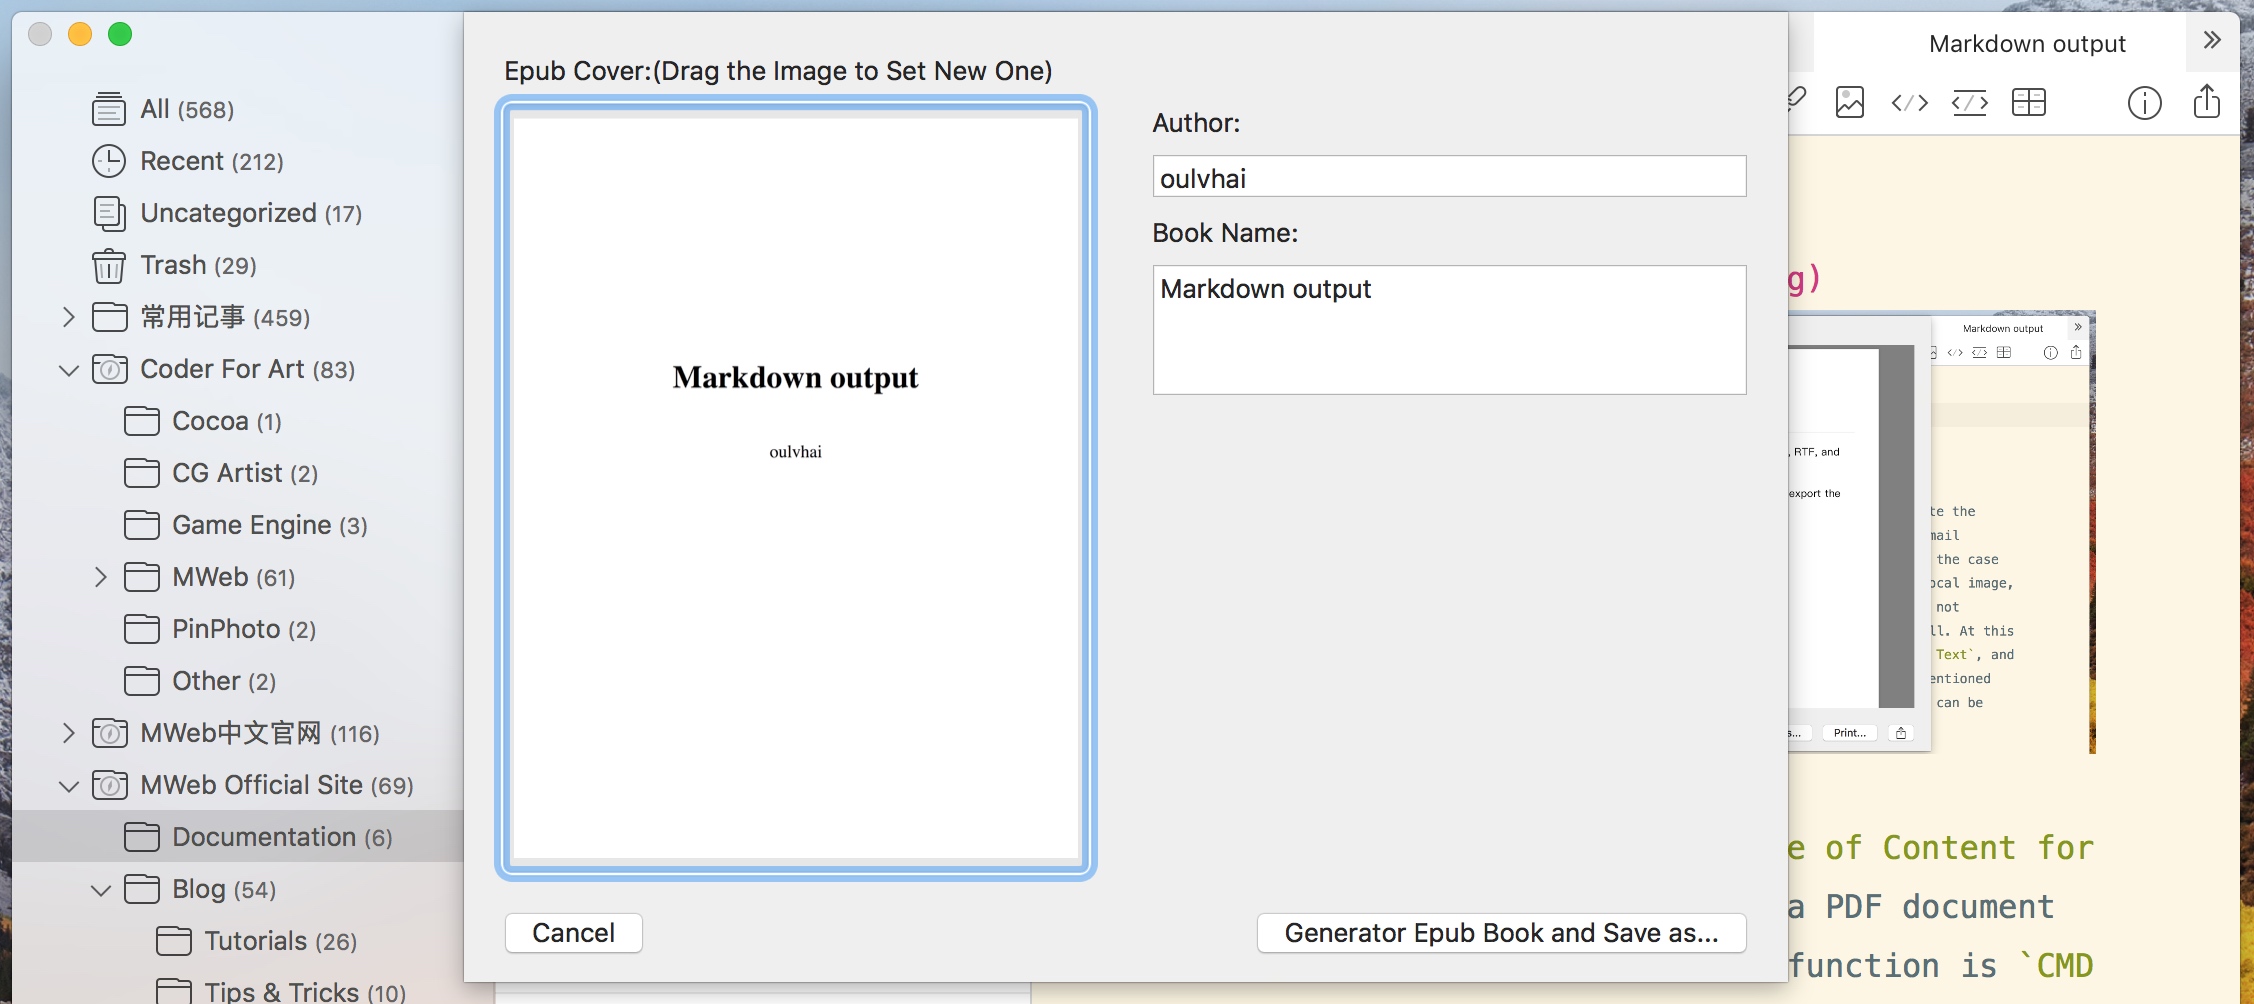 All (568)
Recent (212)
Uncategorized (17)
Trash (29)
常用记事 (459)
Coder For Art (83)
Cocoa (1)
CG Artist (2)
Game Engine (3)
MWeb (61)
PinPhoto (2)
Other (2)
MWeb中文官网 (116)
MWeb Official Site (69)
Documentation (6)
Blog (54)
Tutorials (26)
Tips & Tricks (10)
Epub Cover:(Drag the Image to Set New One)
Markdown output
oulvhai
Author:
oulvhai
Book Name:
Markdown output
Cancel
Generator Epub Book and Save as...
Markdown output
g)
Markdown output
, RTF, and
export the
te the
mail
the case
ocal image,
not
ll. At this
Text`, and
entioned
can be
s...
Print...
e of Content for
a PDF document
function is `CMD